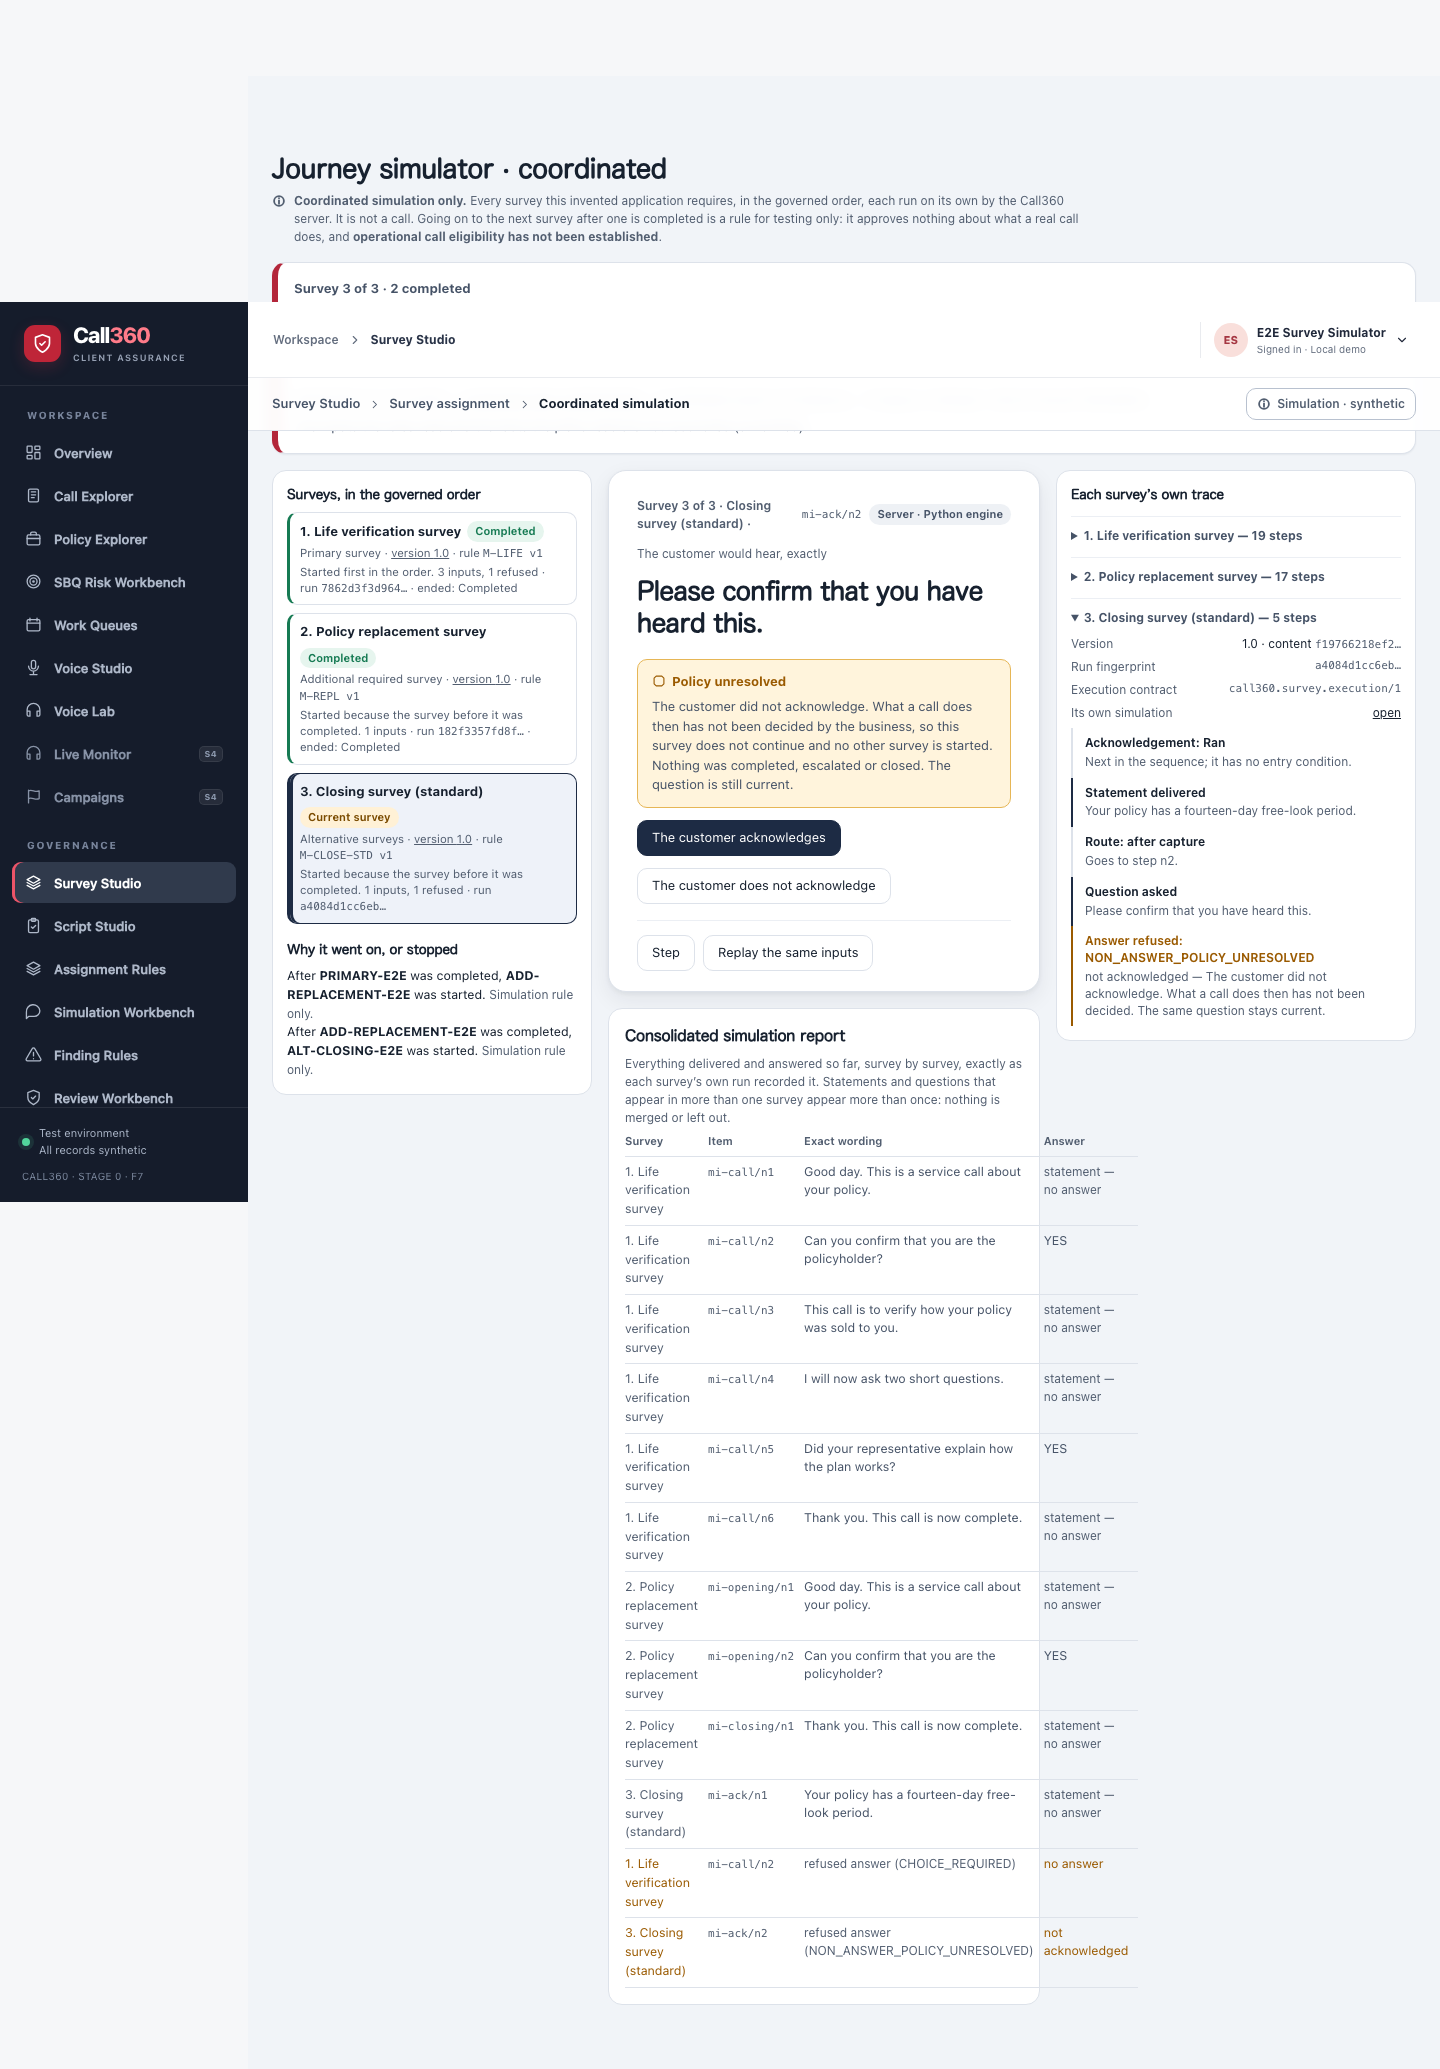 Journey simulator · coordinated
Coordinated simulation only. Every survey this invented application requires, in the governed order, each run on its own by the Call360
server. It is not a call. Going on to the next survey after one is completed is a rule for testing only: it approves nothing about what a real call
does, and operational call eligibility has not been established.
Survey 3 of 3 · 2 completed
Call360
CLIENT ASSURANCE
Workspace > Survey Studio
ES
E2E Survey Simulator
Signed in · Local demo
Survey Studio > Survey assignment > Coordinated simulation
Simulation · synthetic
WORKSPACE
Overview
Call Explorer
Policy Explorer
SBQ Risk Workbench
Work Queues
Voice Studio
Voice Lab
Live Monitor S4
Campaigns S4
GOVERNANCE
Survey Studio
Script Studio
Assignment Rules
Simulation Workbench
Finding Rules
Review Workbench
Test environment
All records synthetic
CALL360 · STAGE 0 · F7
Surveys, in the governed order
1. Life verification survey Completed
Primary survey · version 1.0 · rule M-LIFE v1
Started first in the order. 3 inputs, 1 refused ·
run 7862d3f3d964… · ended: Completed
2. Policy replacement survey
Completed
Additional required survey · version 1.0 · rule
M-REPL v1
Started because the survey before it was
completed. 1 inputs · run 182f3357fd8f… ·
ended: Completed
3. Closing survey (standard)
Current survey
Alternative surveys · version 1.0 · rule
M-CLOSE-STD v1
Started because the survey before it was
completed. 1 inputs, 1 refused · run
a4084d1cc6eb…
Why it went on, or stopped
After PRIMARY-E2E was completed, ADD-
REPLACEMENT-E2E was started. Simulation rule
only.
After ADD-REPLACEMENT-E2E was completed,
ALT-CLOSING-E2E was started. Simulation rule
only.
Survey 3 of 3 · Closing
survey (standard) ·
mi-ack/n2
Server · Python engine
The customer would hear, exactly
Please confirm that you have
heard this.
Policy unresolved
The customer did not acknowledge. What a call does
then has not been decided by the business, so this
survey does not continue and no other survey is started.
Nothing was completed, escalated or closed. The
question is still current.
The customer acknowledges
The customer does not acknowledge
Step
Replay the same inputs
Each survey's own trace
1. Life verification survey — 19 steps
2. Policy replacement survey — 17 steps
3. Closing survey (standard) — 5 steps
Version 1.0 · content f19766218ef2…
Run fingerprint a4084d1cc6eb…
Execution contract call360.survey.execution/1
Its own simulation open
Acknowledgement: Ran
Next in the sequence; it has no entry condition.
Statement delivered
Your policy has a fourteen-day free-look period.
Route: after capture
Goes to step n2.
Question asked
Please confirm that you have heard this.
Answer refused:
NON_ANSWER_POLICY_UNRESOLVED
not acknowledged — The customer did not
acknowledge. What a call does then has not been
decided. The same question stays current.
Consolidated simulation report
Everything delivered and answered so far, survey by survey, exactly as
each survey's own run recorded it. Statements and questions that
appear in more than one survey appear more than once: nothing is
merged or left out.
Survey Item Exact wording Answer
1. Life mi-call/n1 Good day. This is a service call about statement —
verification your policy. no answer
survey
1. Life mi-call/n2 Can you confirm that you are the YES
verification policyholder?
survey
1. Life mi-call/n3 This call is to verify how your policy statement —
verification was sold to you. no answer
survey
1. Life mi-call/n4 I will now ask two short questions. statement —
verification no answer
survey
1. Life mi-call/n5 Did your representative explain how YES
verification the plan works?
survey
1. Life mi-call/n6 Thank you. This call is now complete. statement —
verification no answer
survey
2. Policy mi-opening/n1 Good day. This is a service call about statement —
replacement your policy. no answer
survey
2. Policy mi-opening/n2 Can you confirm that you are the YES
replacement policyholder?
survey
2. Policy mi-closing/n1 Thank you. This call is now complete. statement —
replacement no answer
survey
3. Closing mi-ack/n1 Your policy has a fourteen-day free- statement —
survey look period. no answer
(standard)
1. Life mi-call/n2 refused answer (CHOICE_REQUIRED) no answer
verification
survey
3. Closing mi-ack/n2 refused answer not
survey (NON_ANSWER_POLICY_UNRESOLVED) acknowledged
(standard)